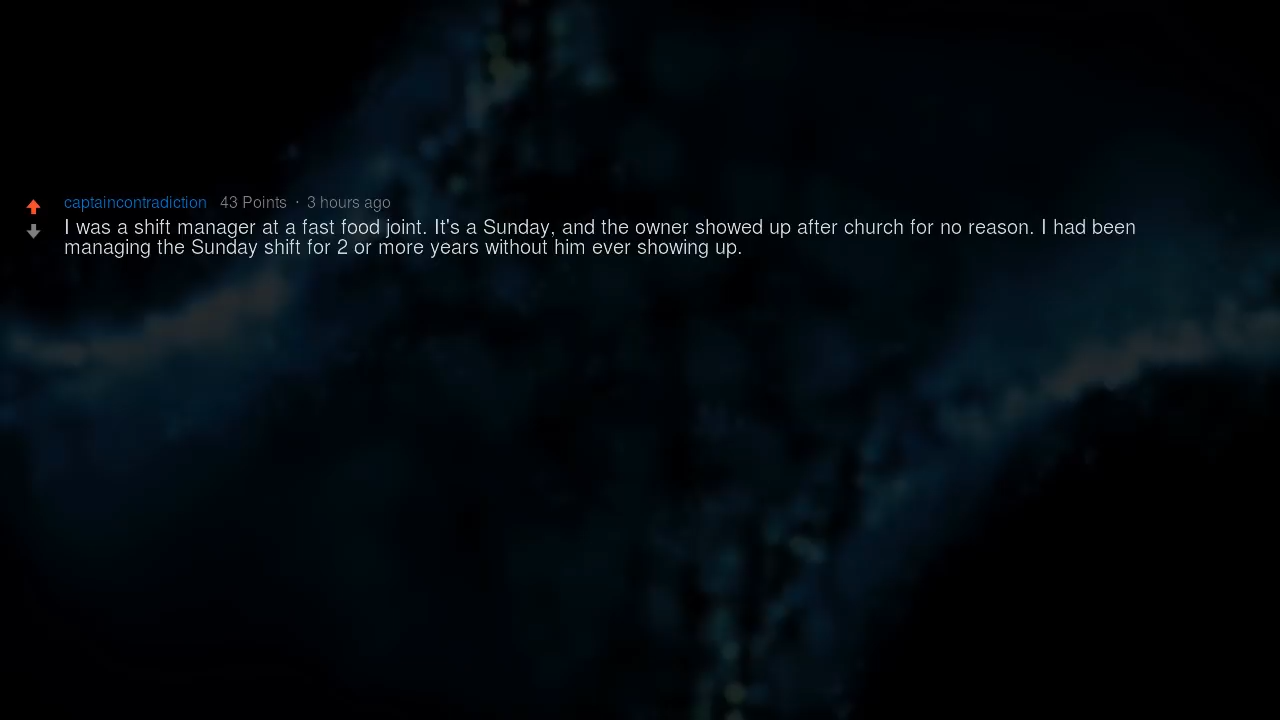 captaincontradiction 43 Points · 3 hours ago
I was a shift manager at a fast food joint. It's a Sunday, and the owner showed up after church for no reason. I had been
managing the Sunday shift for 2 or more years without him ever showing up.